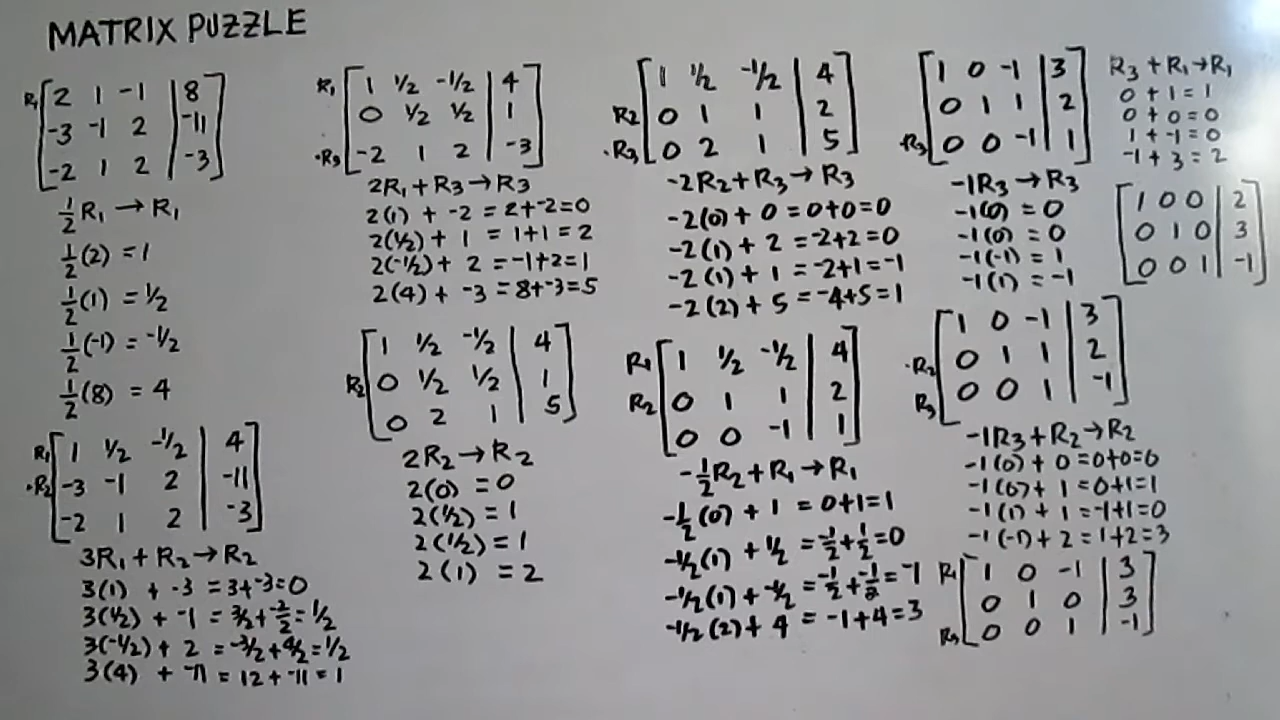 MATRIX PUZZLE
R1 [ 2 1 -1 | 8 ]
-3 -1 2 | -11
-2 1 2 | -3
1/2 R1 → R1
1/2(2) = 1
1/2(1) = 1/2
1/2(-1) = -1/2
1/2(8) = 4
R1 [ 1 1/2 -1/2 | 4 ]
·R2 -3 -1 2 | -11
-2 1 2 | -3
3R1 + R2 → R2
3(1) + -3 = 3+-3=0
3(1/2) + -1 = 3/2 + -2/2 = 1/2
3(-1/2) + 2 = -3/2 + 4/2 = 1/2
3(4) + -11 = 12 + -11 = 1
R1 [ 1 1/2 -1/2 | 4 ]
0 1/2 1/2 | 1
·R3 -2 1 2 | -3
2R1 + R3 → R3
2(1) + -2 = 2+-2=0
2(1/2) + 1 = 1+1=2
2(-1/2) + 2 = -1+2=1
2(4) + -3 = 8+-3=5
1 1/2 -1/2 | 4
R2 0 1/2 1/2 | 1
0 2 1 | 5
2R2 → R2
2(0) = 0
2(1/2) = 1
2(1/2) = 1
2(1) = 2
1 1/2 -1/2 | 4
R2 0 1 1 | 2
·R3 0 2 1 | 5
-2R2 + R3 → R3
-2(0) + 0 = 0+0=0
-2(1) + 2 = -2+2=0
-2(1) + 1 = -2+1=-1
-2(2) + 5 = -4+5=1
R1 [ 1 1/2 -1/2 | 4 ]
R2 0 1 1 | 2
0 0 -1 | 1
-1/2 R2 + R1 → R1
-1/2(0) + 1 = 0+1=1
-1/2(1) + 1/2 = -1/2 + 1/2 = 0
-1/2(1) + -1/2 = -1/2 + -1/2 = -1
-1/2(2) + 4 = -1+4=3
1 0 -1 | 3
0 1 1 | 2
·R3 0 0 -1 | 1
-1R3 → R3
-1(0) = 0
-1(0) = 0
-1(-1) = 1
-1(1) = -1
1 0 -1 | 3
·R2 0 1 1 | 2
R3 0 0 1 | -1
-1R3 + R2 → R2
-1(0) + 0 = 0+0=0
-1(0) + 1 = 0+1=1
-1(1) + 1 = -1+1=0
-1(-1) + 2 = 1+2=3
R1 [ 1 0 -1 | 3 ]
0 1 0 | 3
R3 0 0 1 | -1
R3 + R1 → R1
0 + 1 = 1
0 + 0 = 0
1 + -1 = 0
-1 + 3 = 2
1 0 0 | 2
0 1 0 | 3
0 0 1 | -1